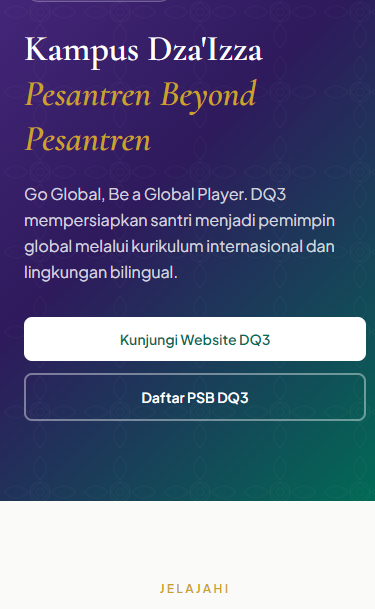 Kampus Dza'Izza
Pesantren Beyond
Pesantren
Go Global, Be a Global Player. DQ3
mempersiapkan santri menjadi pemimpin
global melalui kurikulum internasional dan
lingkungan bilingual.
Kunjungi Website DQ3
Daftar PSB DQ3
JELAJAHI